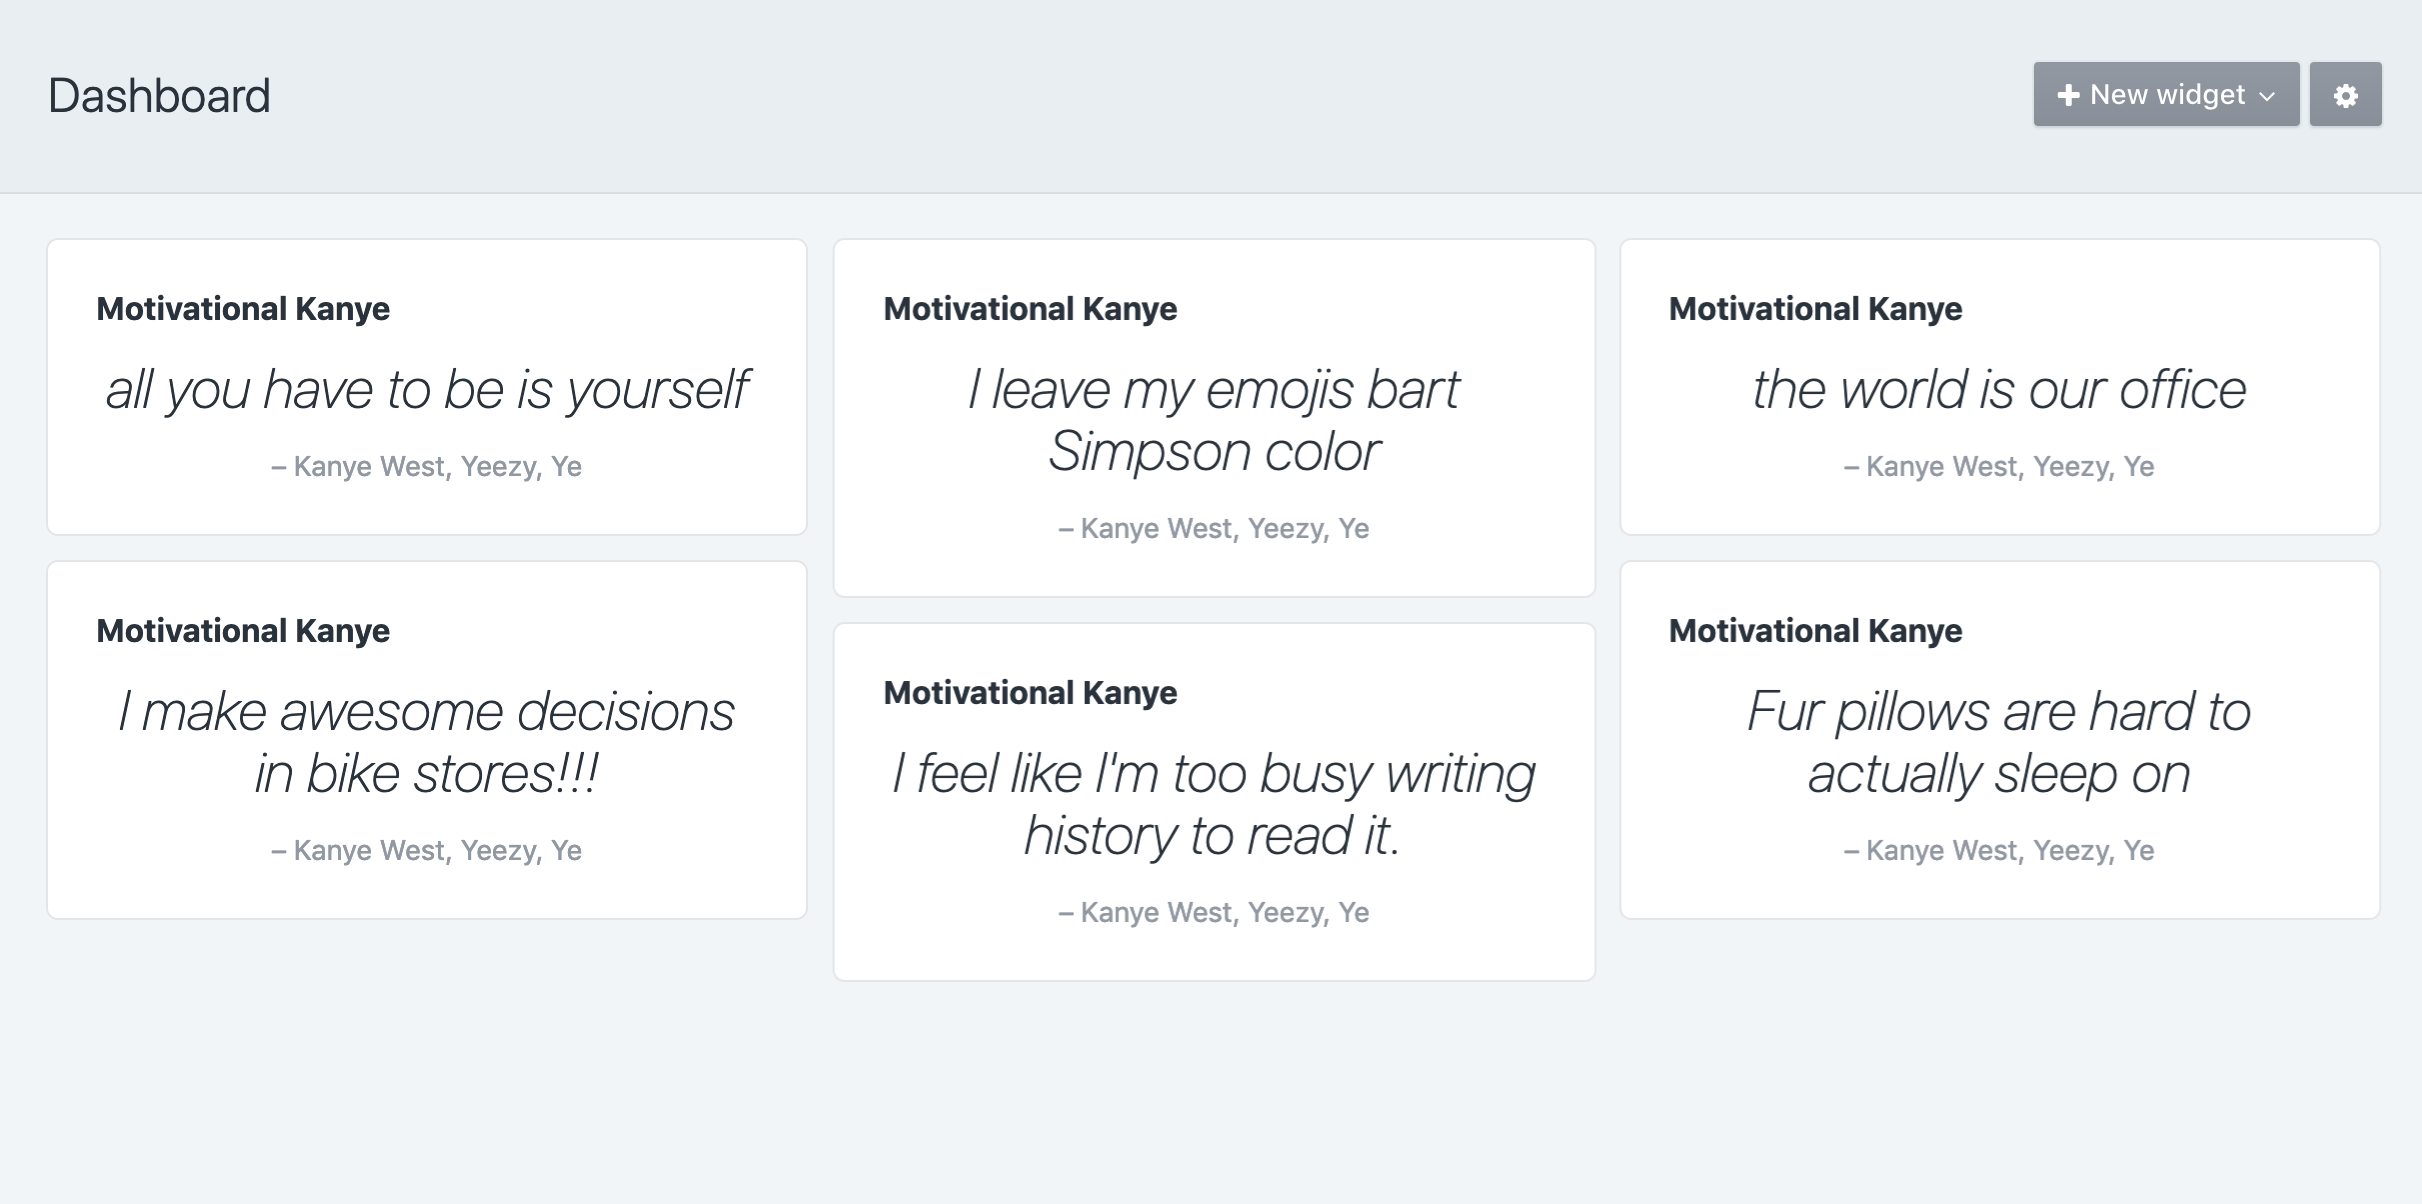 Dashboard
New widget
Motivational Kanye
all you have to be is yourself
– Kanye West, Yeezy, Ye
Motivational Kanye
I leave my emojis bart
Simpson color
– Kanye West, Yeezy, Ye
Motivational Kanye
the world is our office
– Kanye West, Yeezy, Ye
Motivational Kanye
I make awesome decisions
in bike stores!!!
– Kanye West, Yeezy, Ye
Motivational Kanye
I feel like I'm too busy writing
history to read it.
– Kanye West, Yeezy, Ye
Motivational Kanye
Fur pillows are hard to
actually sleep on
– Kanye West, Yeezy, Ye